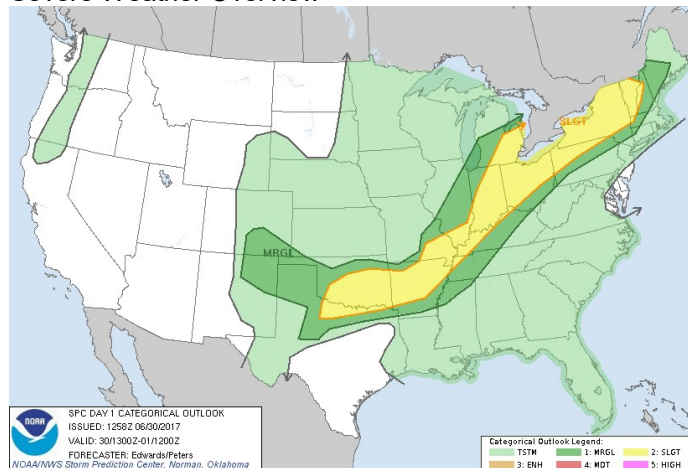 SLGT
MRGL
noaa
SPC DAY 1 CATEGORICAL OUTLOOK
ISSUED: 1258Z 06/30/2017
VALID: 30/1300Z-01/1200Z
FORECASTER: Edwards/Peters
NOAA/NWS Storm Prediction Center, Norman, Oklahoma
Categorical Outlook Legend:
TSTM 1: MRGL 2: SLGT
3: ENH 4: MDT 5: HIGH